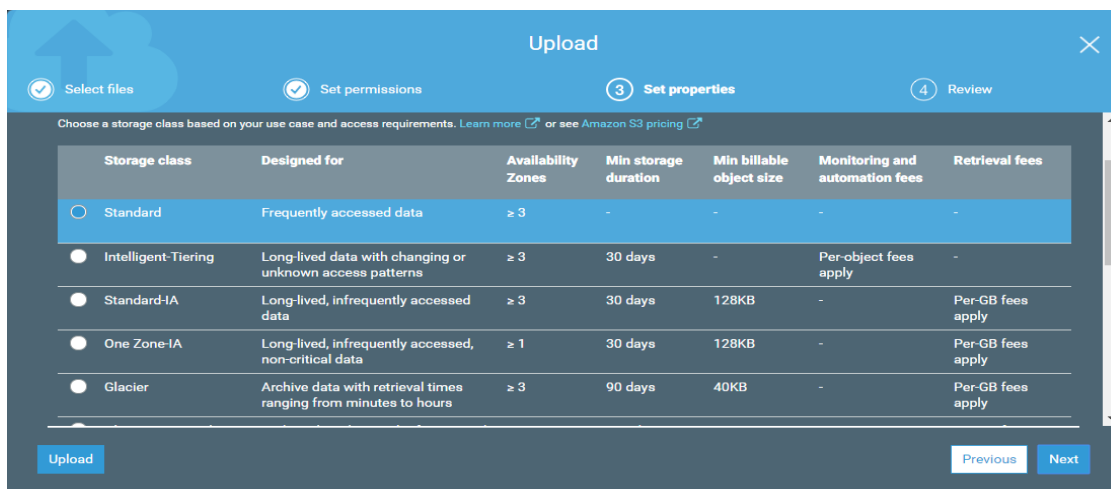 Upload
Select files
Set permissions
3 Set properties
4 Review
Choose a storage class based on your use case and access requirements. Learn more or see Amazon S3 pricing
Storage class Designed for Availability Zones Min storage duration Min billable object size Monitoring and automation fees Retrieval fees
Standard Frequently accessed data ≥ 3 - - - -
Intelligent-Tiering Long-lived data with changing or unknown access patterns ≥ 3 30 days - Per-object fees apply -
Standard-IA Long-lived, infrequently accessed data ≥ 3 30 days 128KB - Per-GB fees apply
One Zone-IA Long-lived, infrequently accessed, non-critical data ≥ 1 30 days 128KB - Per-GB fees apply
Glacier Archive data with retrieval times ranging from minutes to hours ≥ 3 90 days 40KB - Per-GB fees apply
Upload
Previous
Next